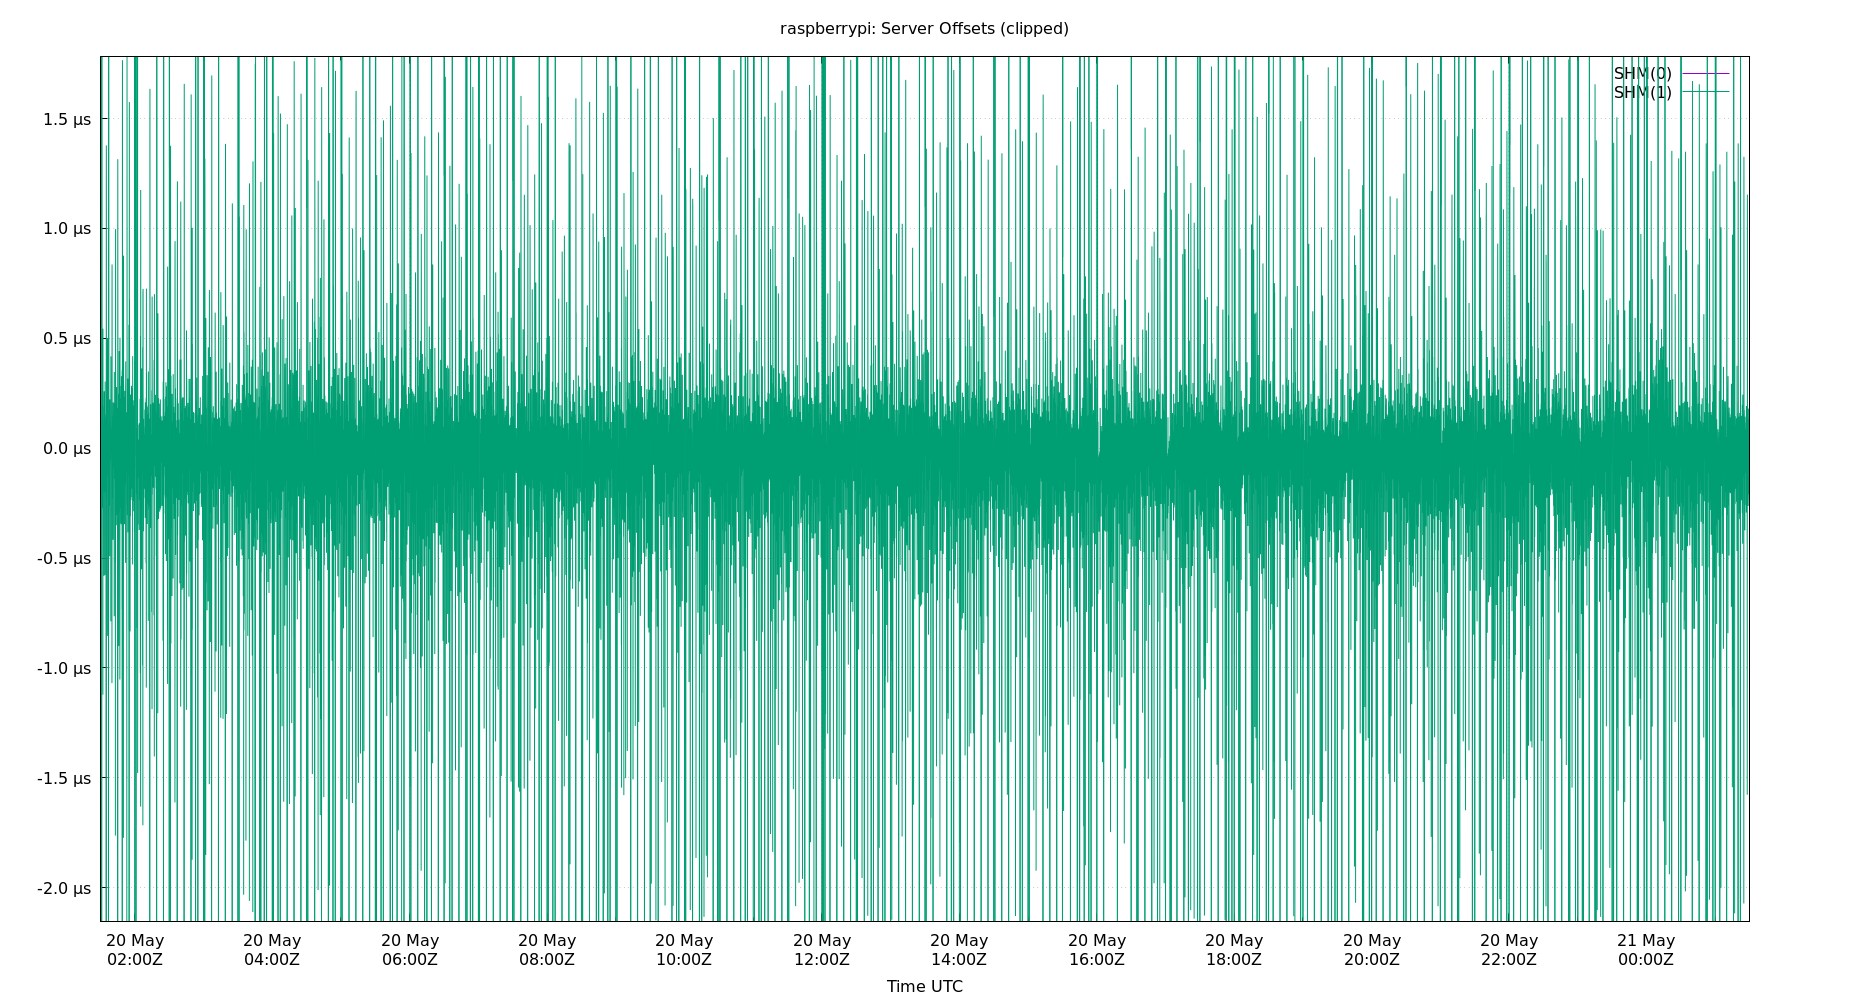 raspberrypi: Server Offsets (clipped)
SHM(0)
SHM(1)
1.5 µs
1.0 µs
0.5 µs
0.0 µs
-0.5 µs
-1.0 µs
-1.5 µs
-2.0 µs
20 May 20 May 20 May 20 May 20 May 20 May 20 May 20 May 20 May 20 May 20 May 21 May
02:00Z 04:00Z 06:00Z 08:00Z 10:00Z 12:00Z 14:00Z 16:00Z 18:00Z 20:00Z 22:00Z 00:00Z
Time UTC